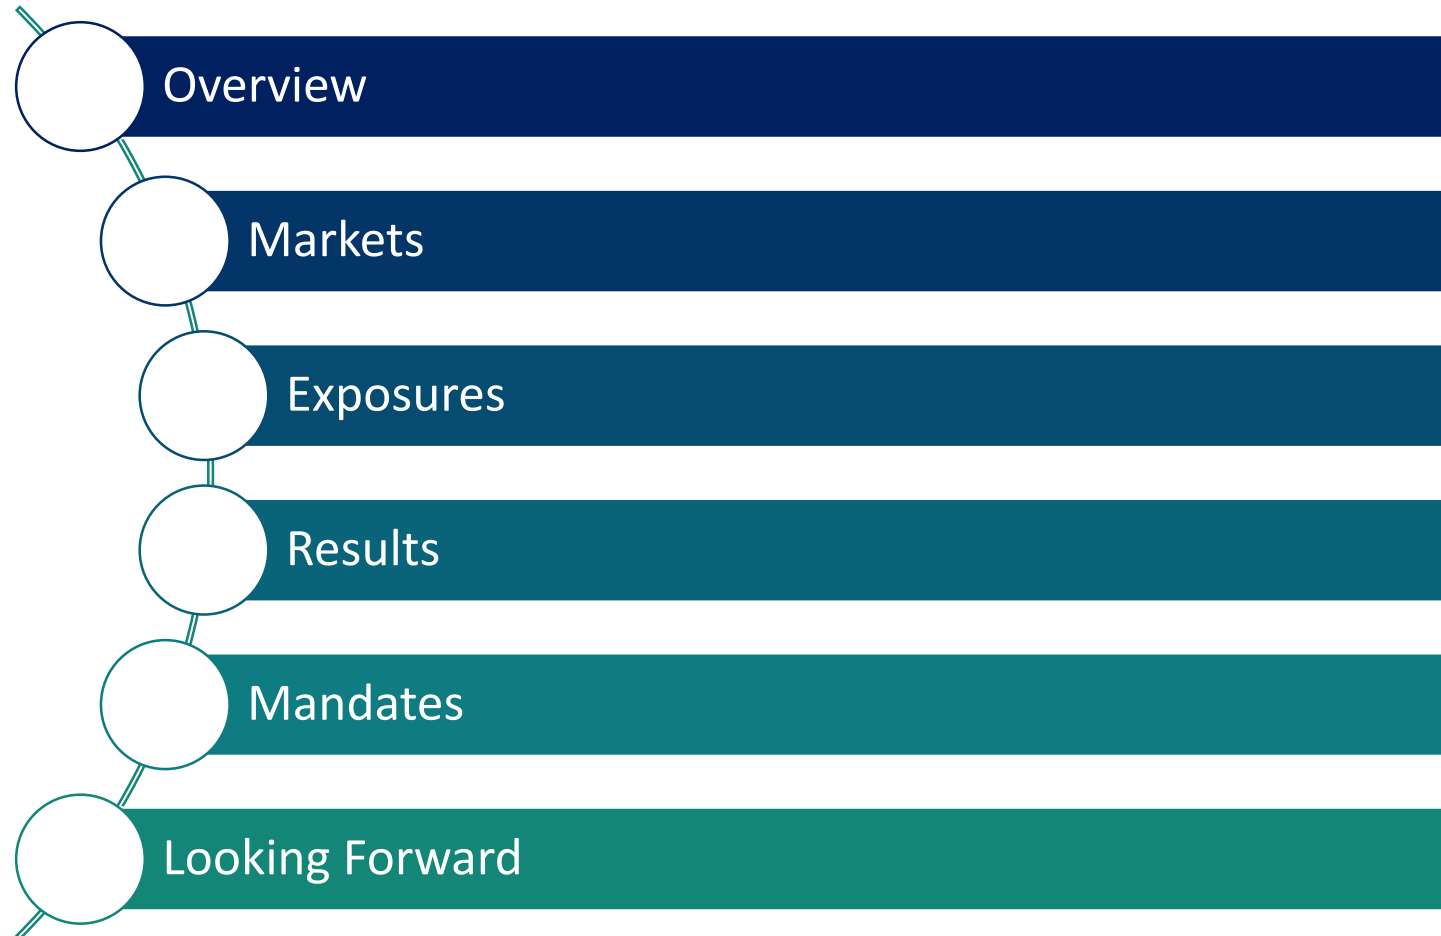 Overview
Markets
Exposures
Results
Mandates
Looking Forward